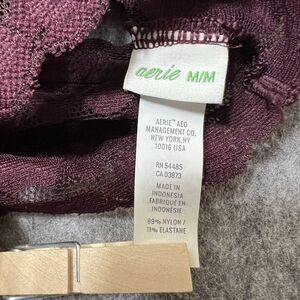 aerie M/M
AERIE™ AEO
MANAGEMENT CO.
NEW YORK, NY
10016 USA
RN 54485
CA 03873
MADE IN
INDONESIA
FABRIQUÉ EN
INDONÉSIE
89% NYLON /
11% ELASTANE